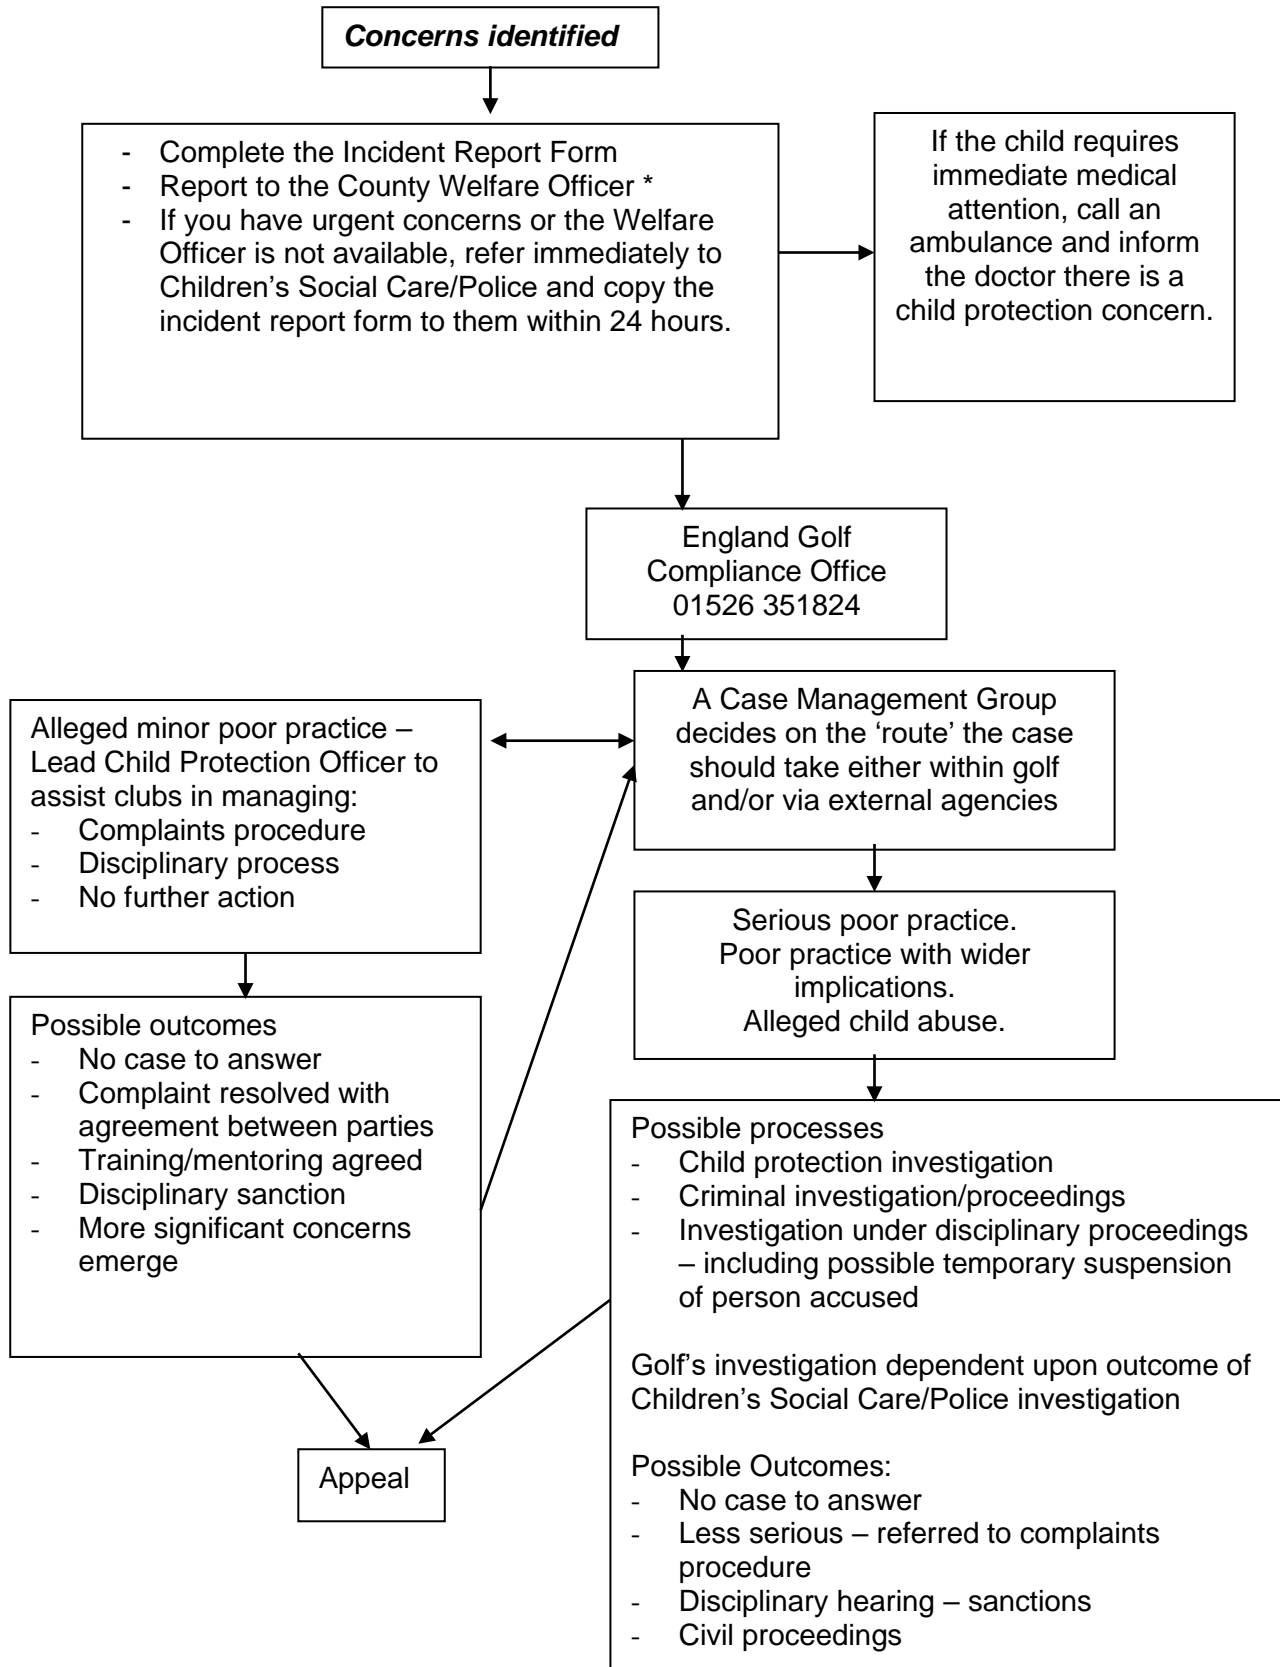 Concerns identified
- Complete the Incident Report Form
- Report to the County Welfare Officer *
- If you have urgent concerns or the Welfare
Officer is not available, refer immediately to
Children’s Social Care/Police and copy the
incident report form to them within 24 hours.
If the child requires
immediate medical
attention, call an
ambulance and inform
the doctor there is a
child protection concern.
England Golf
Compliance Office
01526 351824
A Case Management Group
decides on the ‘route’ the case
should take either within golf
and/or via external agencies
Alleged minor poor practice –
Lead Child Protection Officer to
assist clubs in managing:
- Complaints procedure
- Disciplinary process
- No further action
Serious poor practice.
Poor practice with wider
implications.
Alleged child abuse.
Possible outcomes
- No case to answer
- Complaint resolved with
agreement between parties
- Training/mentoring agreed
- Disciplinary sanction
- More significant concerns
emerge
Possible processes
- Child protection investigation
- Criminal investigation/proceedings
- Investigation under disciplinary proceedings
– including possible temporary suspension
of person accused
Golf’s investigation dependent upon outcome of
Children’s Social Care/Police investigation
Possible Outcomes:
- No case to answer
- Less serious – referred to complaints
procedure
- Disciplinary hearing – sanctions
- Civil proceedings
Appeal